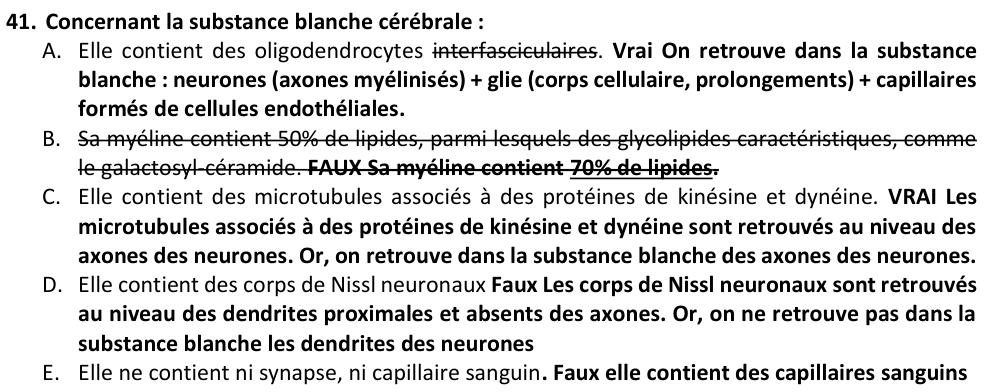 41. Concernant la substance blanche cérébrale :
A. Elle contient des oligodendrocytes interfasciculaires. Vrai On retrouve dans la substance
blanche : neurones (axones myélinisés) + glie (corps cellulaire, prolongements) + capillaires
formés de cellules endothéliales.
B. Sa myéline contient 50% de lipides, parmi lesquels des glycolipides caractéristiques, comme
le galactosyl-céramide. FAUX Sa myéline contient 70% de lipides.
C. Elle contient des microtubules associés à des protéines de kinésine et dynéine. VRAI Les
microtubules associés à des protéines de kinésine et dynéine sont retrouvés au niveau des
axones des neurones. Or, on retrouve dans la substance blanche des axones des neurones.
D. Elle contient des corps de Nissl neuronaux Faux Les corps de Nissl neuronaux sont retrouvés
au niveau des dendrites proximales et absents des axones. Or, on ne retrouve pas dans la
substance blanche les dendrites des neurones
E. Elle ne contient ni synapse, ni capillaire sanguin. Faux elle contient des capillaires sanguins